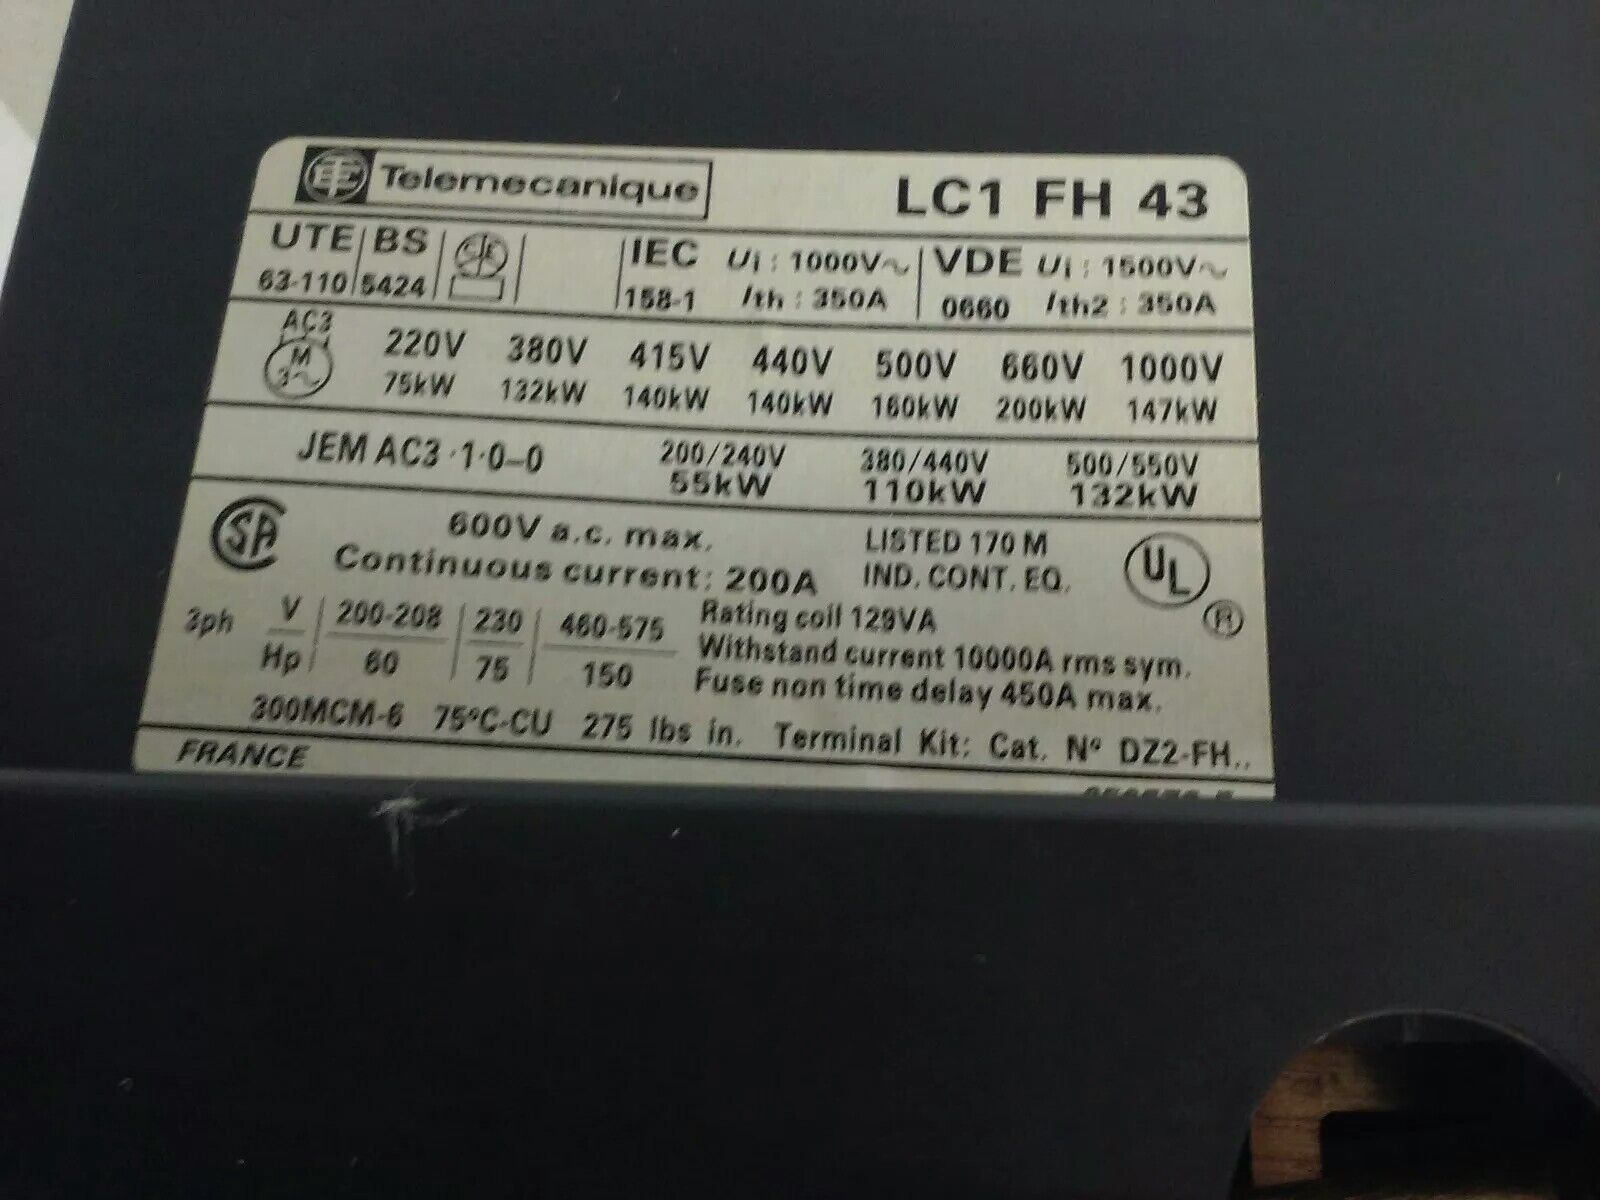 Telemecanique LC1 FH 43
UTE BS IEC Ui : 1000V~ VDE Ui : 1500V~
63-110 5424 158-1 Ith : 350A 0660 Ith2 : 350A
AC3 220V 380V 415V 440V 500V 660V 1000V
M 3~ 75kW 132kW 140kW 140kW 160kW 200kW 147kW
JEM AC3·1·0-0 200/240V 380/440V 500/550V
55kW 110kW 132kW
600V a.c. max. LISTED 170 M
Continuous current: 200A IND. CONT. EQ.
SA UL ®
3ph V 200-208 230 460-575 Rating coil 129VA
Hp 60 75 150 Withstand current 10000A rms sym.
Fuse non time delay 450A max.
300MCM-6 75°C-CU 275 lbs in. Terminal Kit: Cat. N° DZ2-FH..
FRANCE